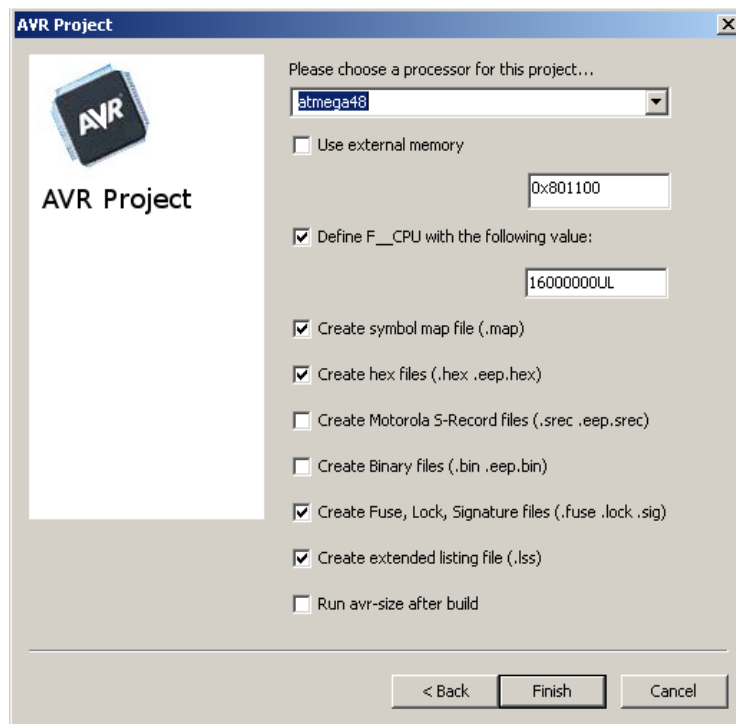 AVR Project
AVR
AVR Project
Please choose a processor for this project...
atmega48
Use external memory
0x801100
Define F__CPU with the following value:
16000000UL
Create symbol map file (.map)
Create hex files (.hex .eep.hex)
Create Motorola S-Record files (.srec .eep.srec)
Create Binary files (.bin .eep.bin)
Create Fuse, Lock, Signature files (.fuse .lock .sig)
Create extended listing file (.lss)
Run avr-size after build
< Back
Finish
Cancel